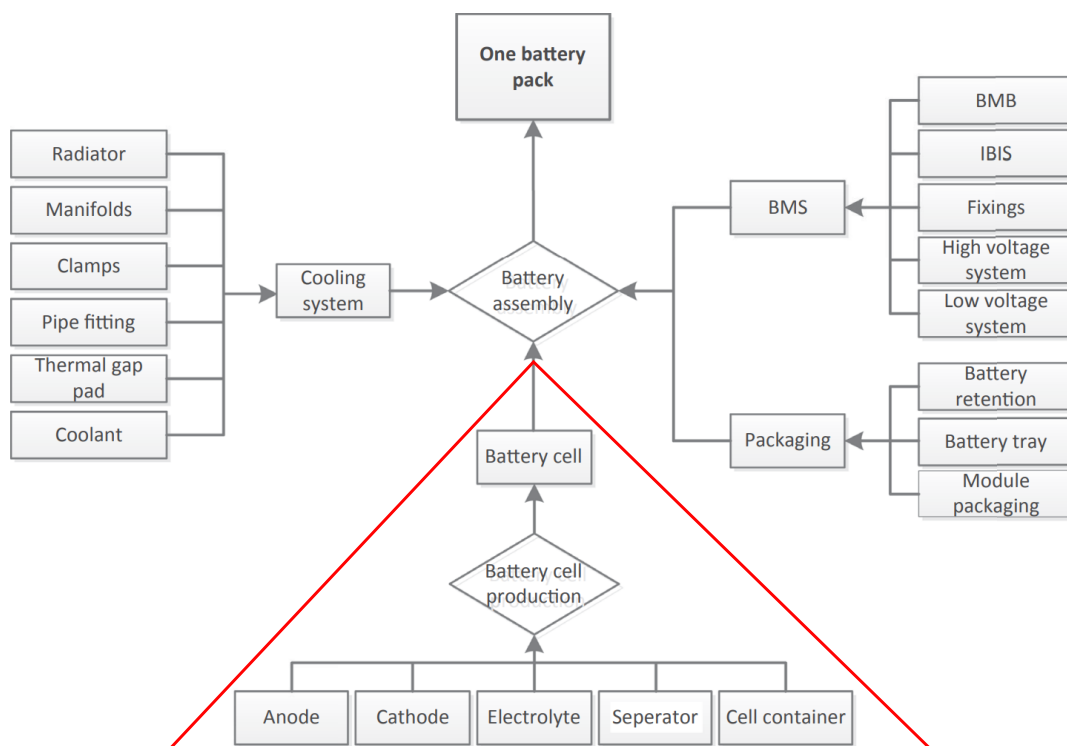 One battery
pack
Radiator
Manifolds
Clamps
Pipe fitting
Thermal gap
pad
Coolant
Cooling
system
Battery
assembly
BMS
Packaging
BMB
IBIS
Fixings
High voltage
system
Low voltage
system
Battery
retention
Battery tray
Module
packaging
Battery cell
Battery cell
production
Anode
Cathode
Electrolyte
Seperator
Cell container